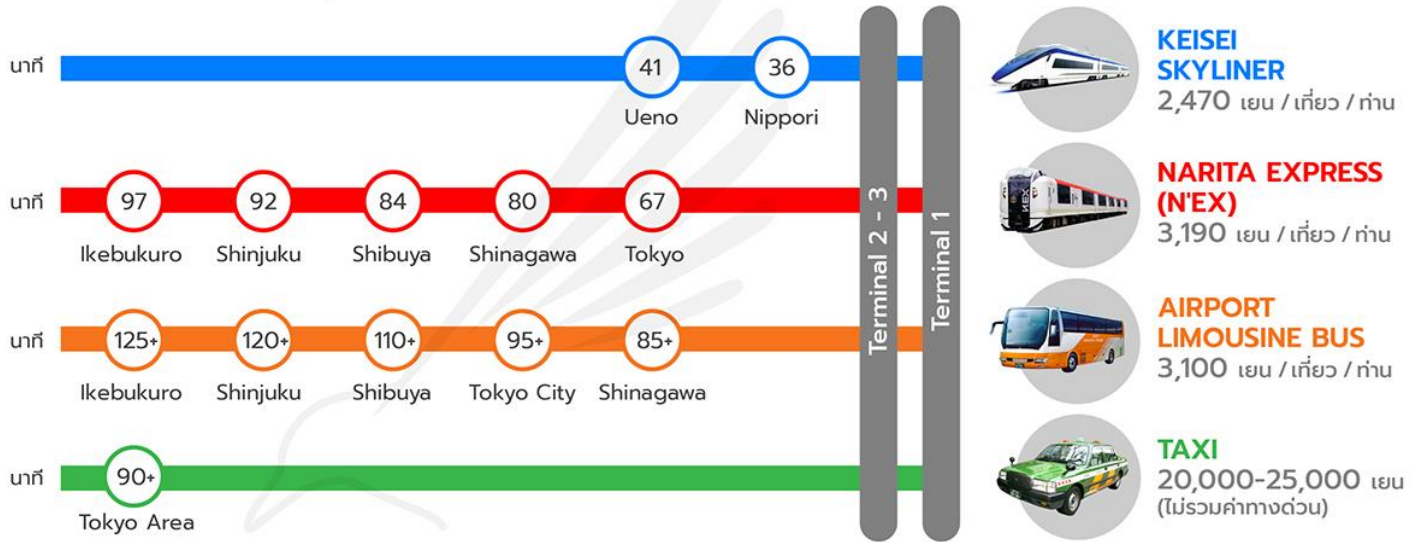 นาที
41
36
Ueno
Nippori
KEISEI
SKYLINER
2,470 เยน / เที่ยว / ท่าน
นาที
97
92
84
80
67
Ikebukuro
Shinjuku
Shibuya
Shinagawa
Tokyo
NARITA EXPRESS
(N'EX)
3,190 เยน / เที่ยว / ท่าน
นาที
125+
120+
110+
95+
85+
Ikebukuro
Shinjuku
Shibuya
Tokyo City
Shinagawa
AIRPORT
LIMOUSINE BUS
3,100 เยน / เที่ยว / ท่าน
นาที
90+
Tokyo Area
TAXI
20,000-25,000 เยน
(ไม่รวมค่าทางด่วน)
Terminal 2 - 3
Terminal 1
NEX